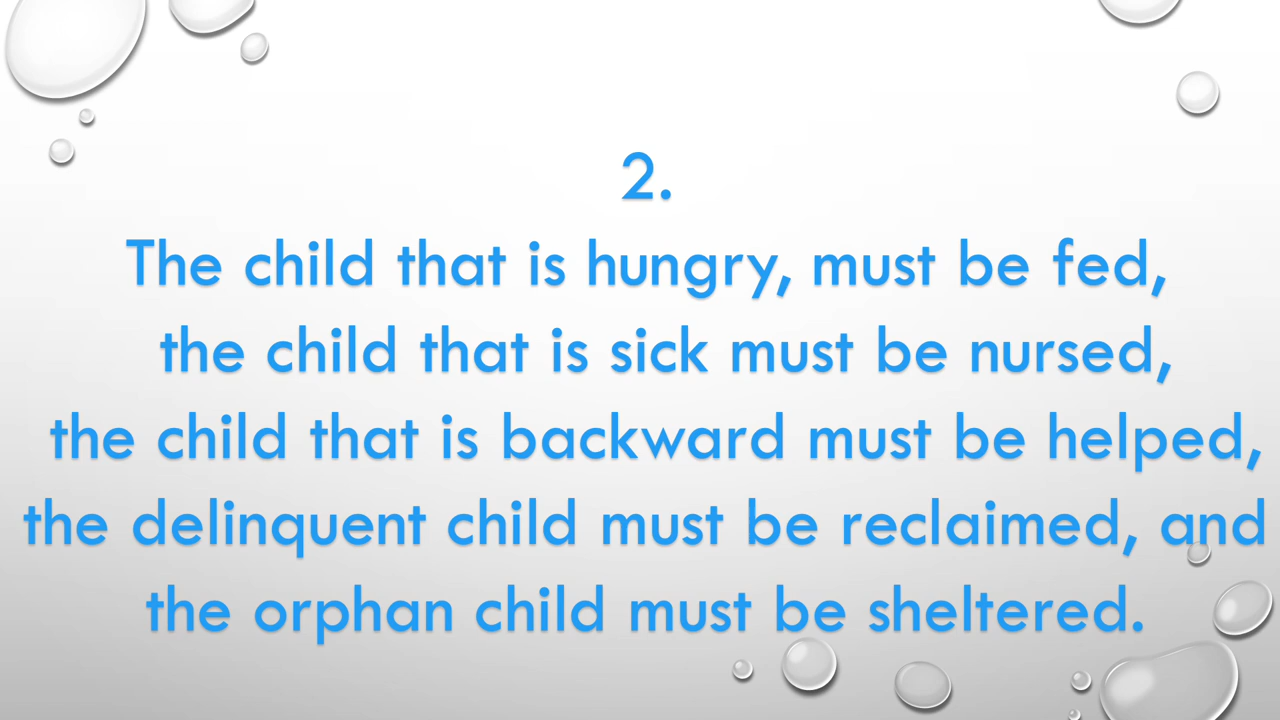 2.
The child that is hungry, must be fed,
the child that is sick must be nursed,
the child that is backward must be helped,
the delinquent child must be reclaimed, and
the orphan child must be sheltered.